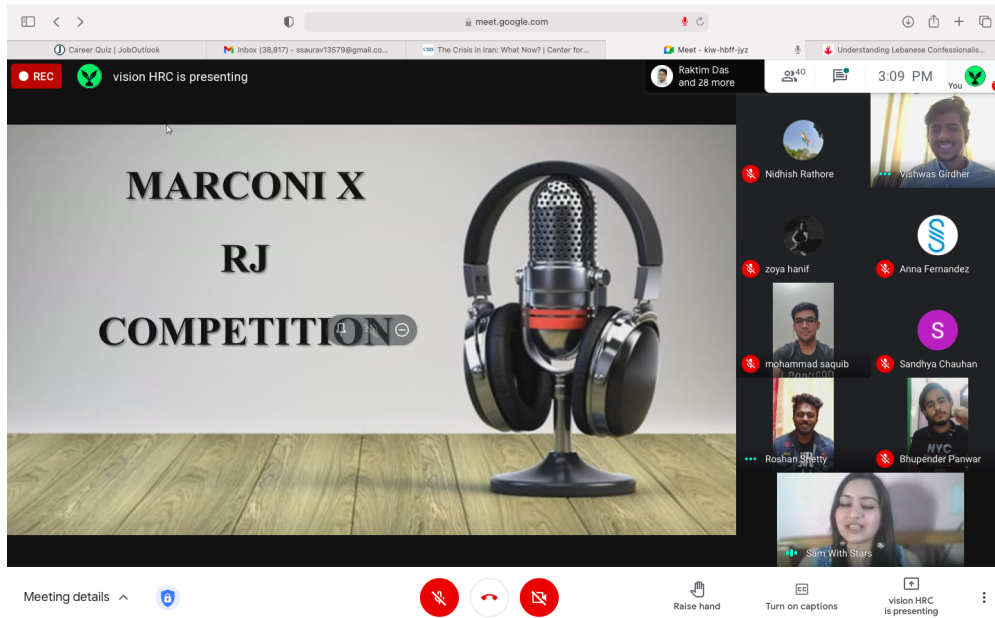 meet.google.com
Career Quiz | JobOutlook
Inbox (38,817) - ssaurav13579@gmail.co...
CSIS The Crisis in Iran: What Now? | Center for...
Meet - kiw-hbff-jyz
Understanding Lebanese Confessionalis...
REC
vision HRC is presenting
Raktim Das
and 28 more
40
3:09 PM
You
MARCONI X
RJ
COMPETITION
Nidhish Rathore
Vishwas Girdher
zoya hanif
Anna Fernandez
mohammad saquib
S
Sandhya Chauhan
Roshan Shetty
NYC
Bhupender Panwar
Sam With Stars
Meeting details
Raise hand
CC
Turn on captions
vision HRC
is presenting